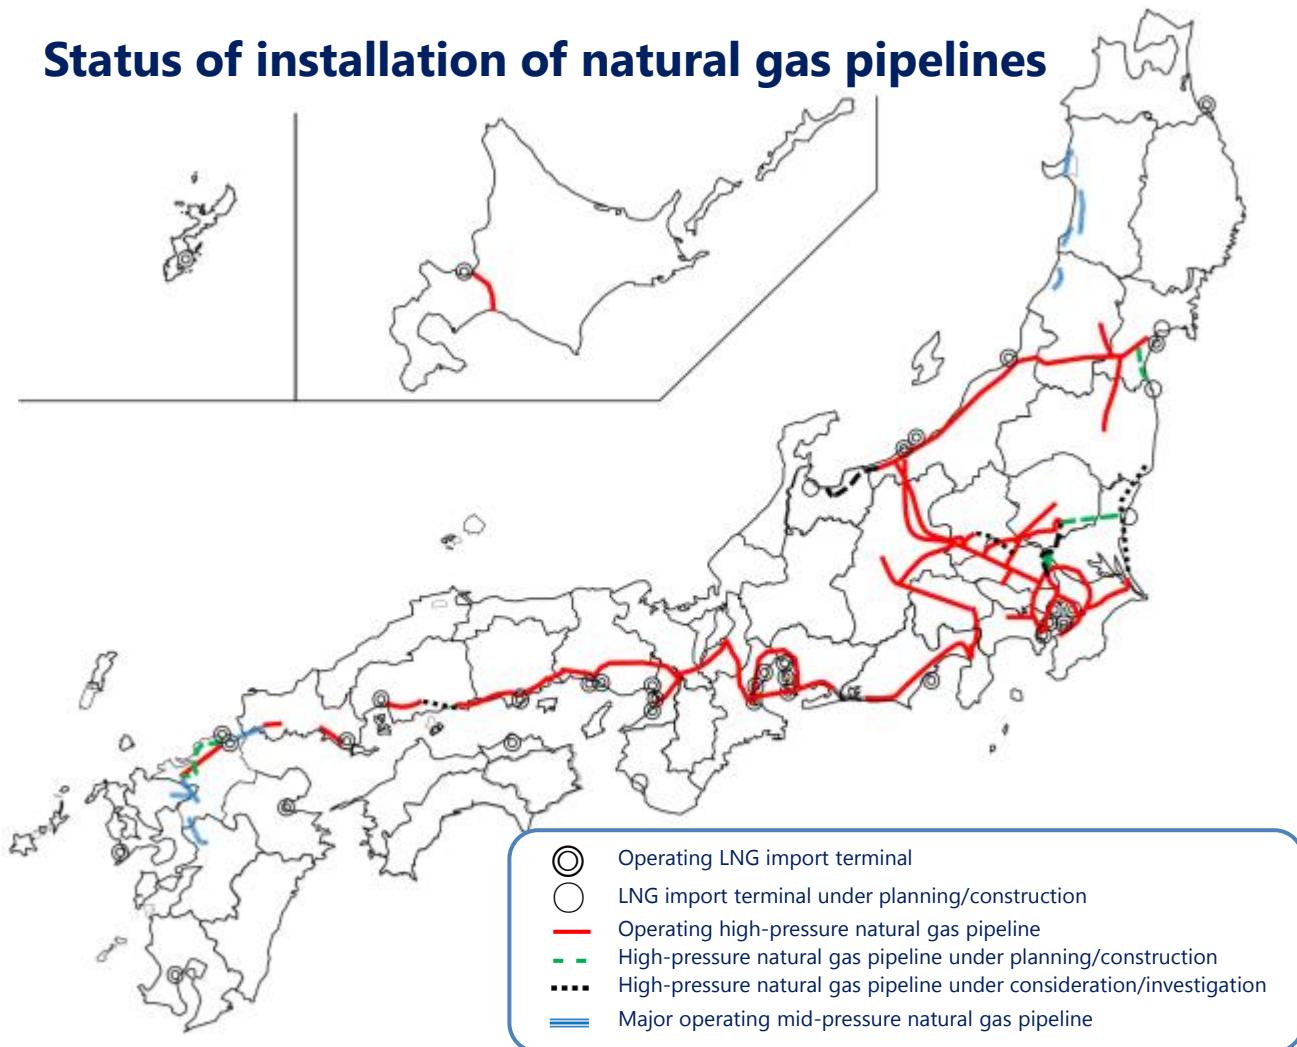 Status of installation of natural gas pipelines
Operating LNG import terminal
LNG import terminal under planning/construction
Operating high-pressure natural gas pipeline
High-pressure natural gas pipeline under planning/construction
High-pressure natural gas pipeline under consideration/investigation
Major operating mid-pressure natural gas pipeline